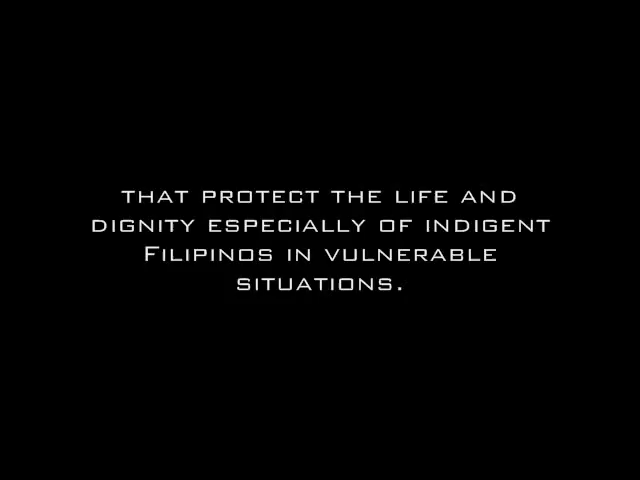 that protect the life and
dignity especially of indigent
Filipinos in vulnerable
situations.